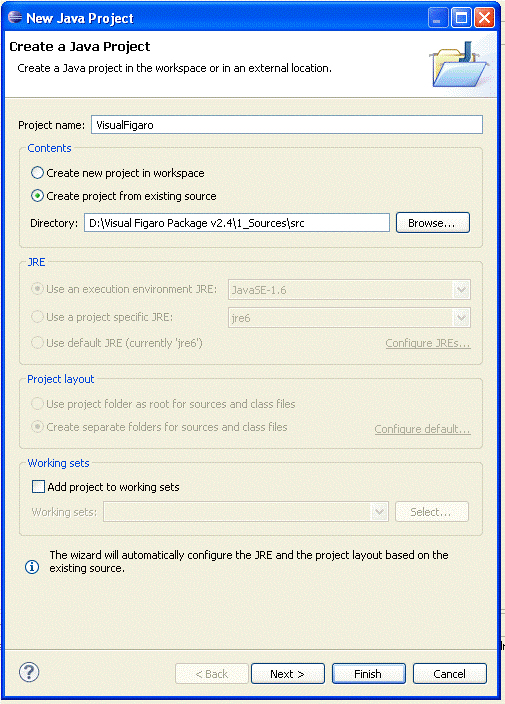 New Java Project
Create a Java Project
Create a Java project in the workspace or in an external location.
Project name: VisualFigaro
Contents
Create new project in workspace
Create project from existing source
Directory: D:\Visual Figaro Package v2.4\1_Sources\src Browse...
JRE
Use an execution environment JRE: JavaSE-1.6
Use a project specific JRE: jre6
Use default JRE (currently 'jre6') Configure JREs...
Project layout
Use project folder as root for sources and class files
Create separate folders for sources and class files Configure default...
Working sets
Add project to working sets
Working sets: Select...
The wizard will automatically configure the JRE and the project layout based on the
existing source.
? < Back Next > Finish Cancel